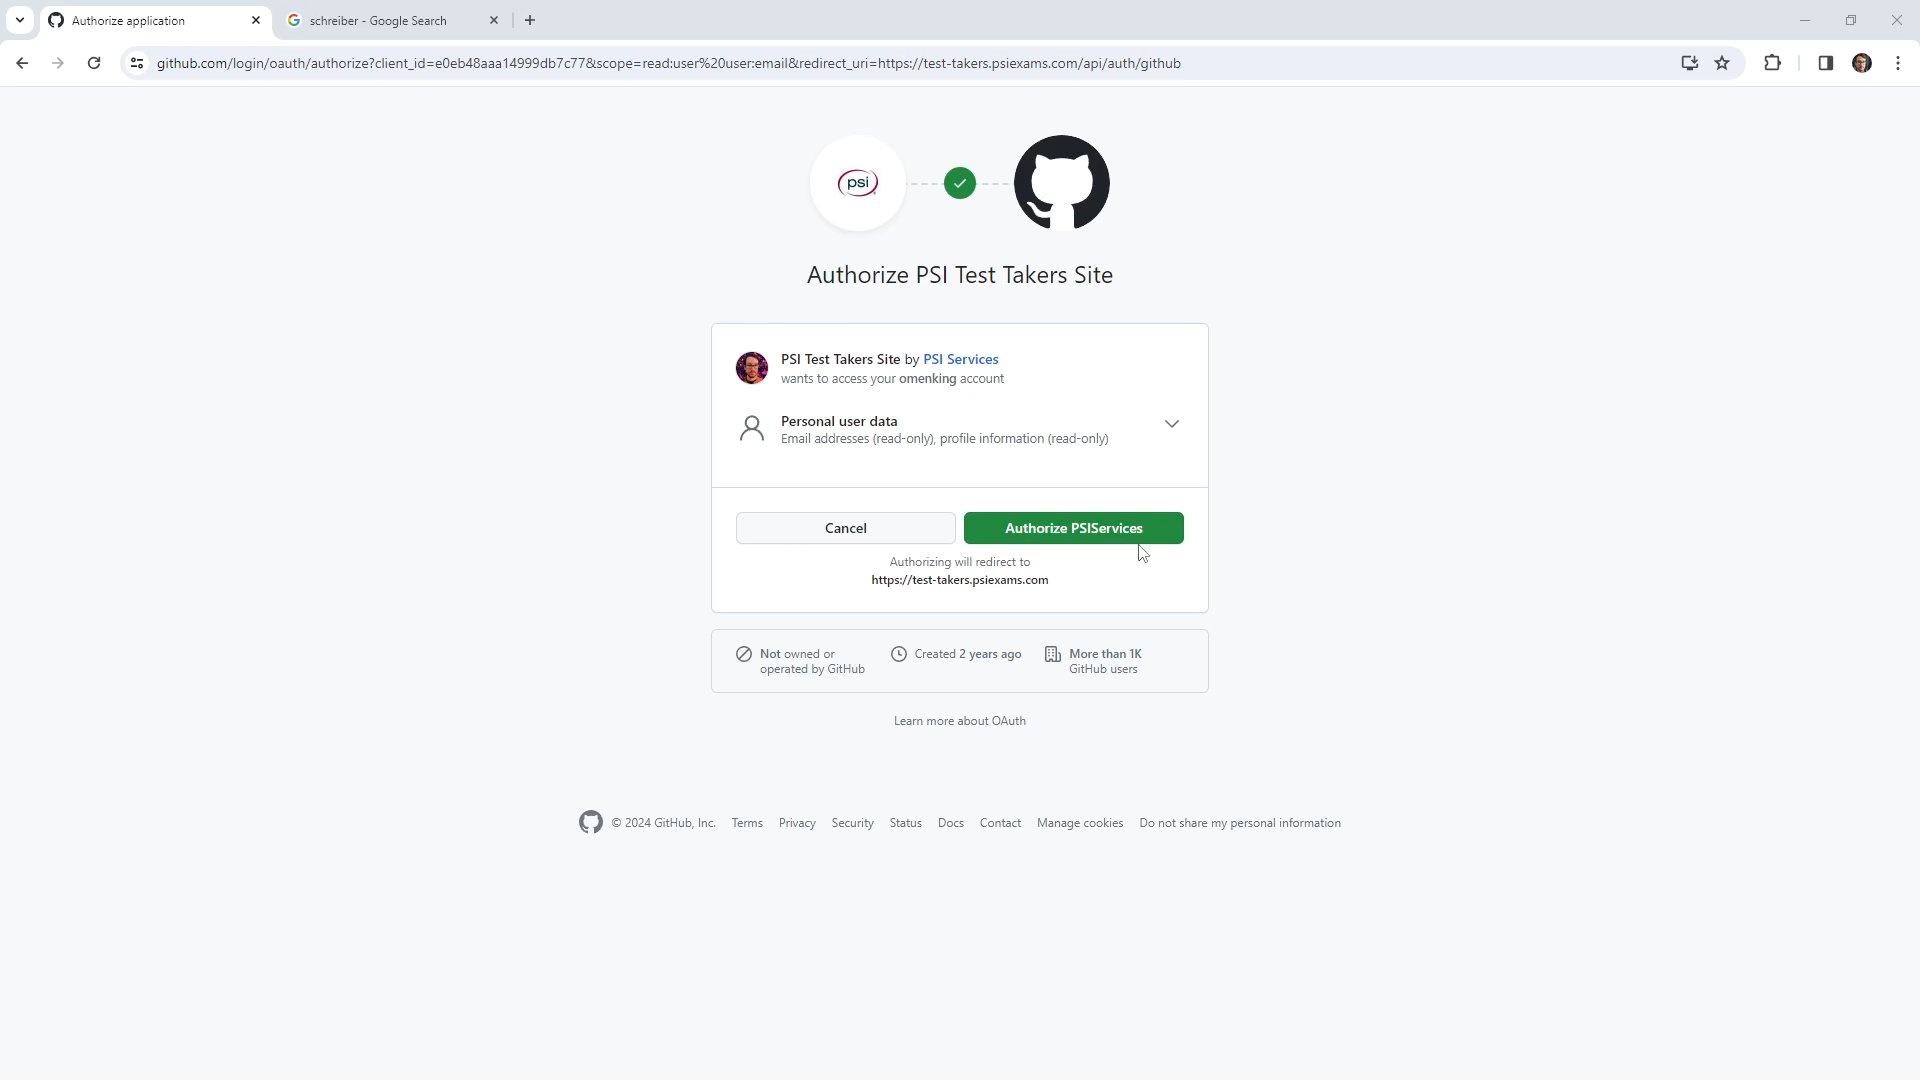 Authorize application
schreiber - Google Search
github.com/login/oauth/authorize?client_id=e0eb48aaa14999db7c77&scope=read:user%20user:email&redirect_uri=https://test-takers.psiexams.com/api/auth/github
psi
Authorize PSI Test Takers Site
PSI Test Takers Site by PSI Services
wants to access your omenking account
Personal user data
Email addresses (read-only), profile information (read-only)
Cancel
Authorize PSIServices
Authorizing will redirect to
https://test-takers.psiexams.com
Not owned or
operated by GitHub
Created 2 years ago
More than 1K
GitHub users
Learn more about OAuth
© 2024 GitHub, Inc. Terms Privacy Security Status Docs Contact Manage cookies Do not share my personal information